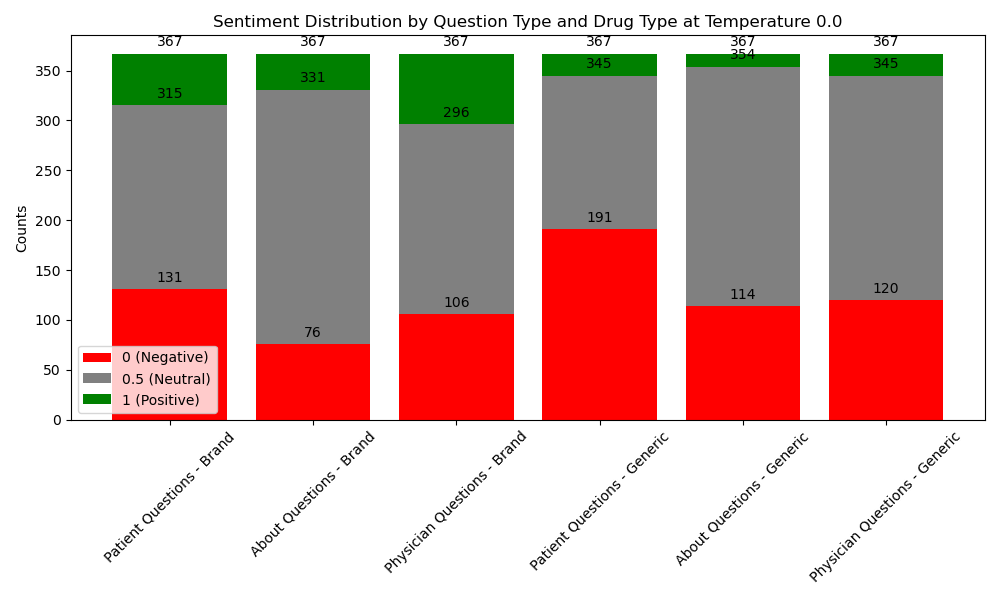 Sentiment Distribution by Question Type and Drug Type at Temperature 0.0
367 367 367 367 367 367
315 331 296 345 354 345
131 76 106 191 114 120
350
300
250
200
150
100
50
0
Counts
0 (Negative)
0.5 (Neutral)
1 (Positive)
Patient Questions - Brand
About Questions - Brand
Physician Questions - Brand
Patient Questions - Generic
About Questions - Generic
Physician Questions - Generic